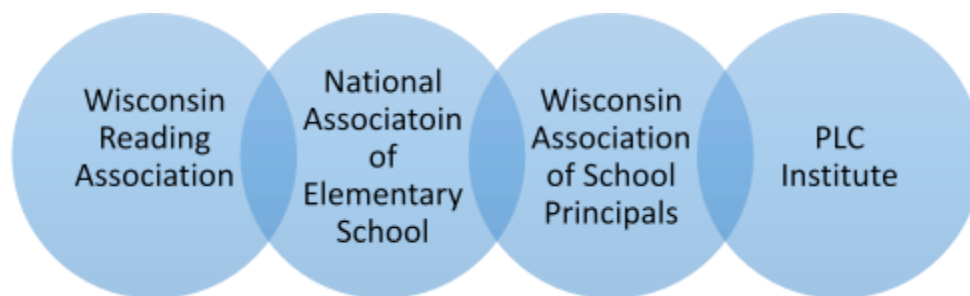 Wisconsin
Reading
Association
National
Associatoin
of
Elementary
School
Wisconsin
Association
of School
Principals
PLC
Institute